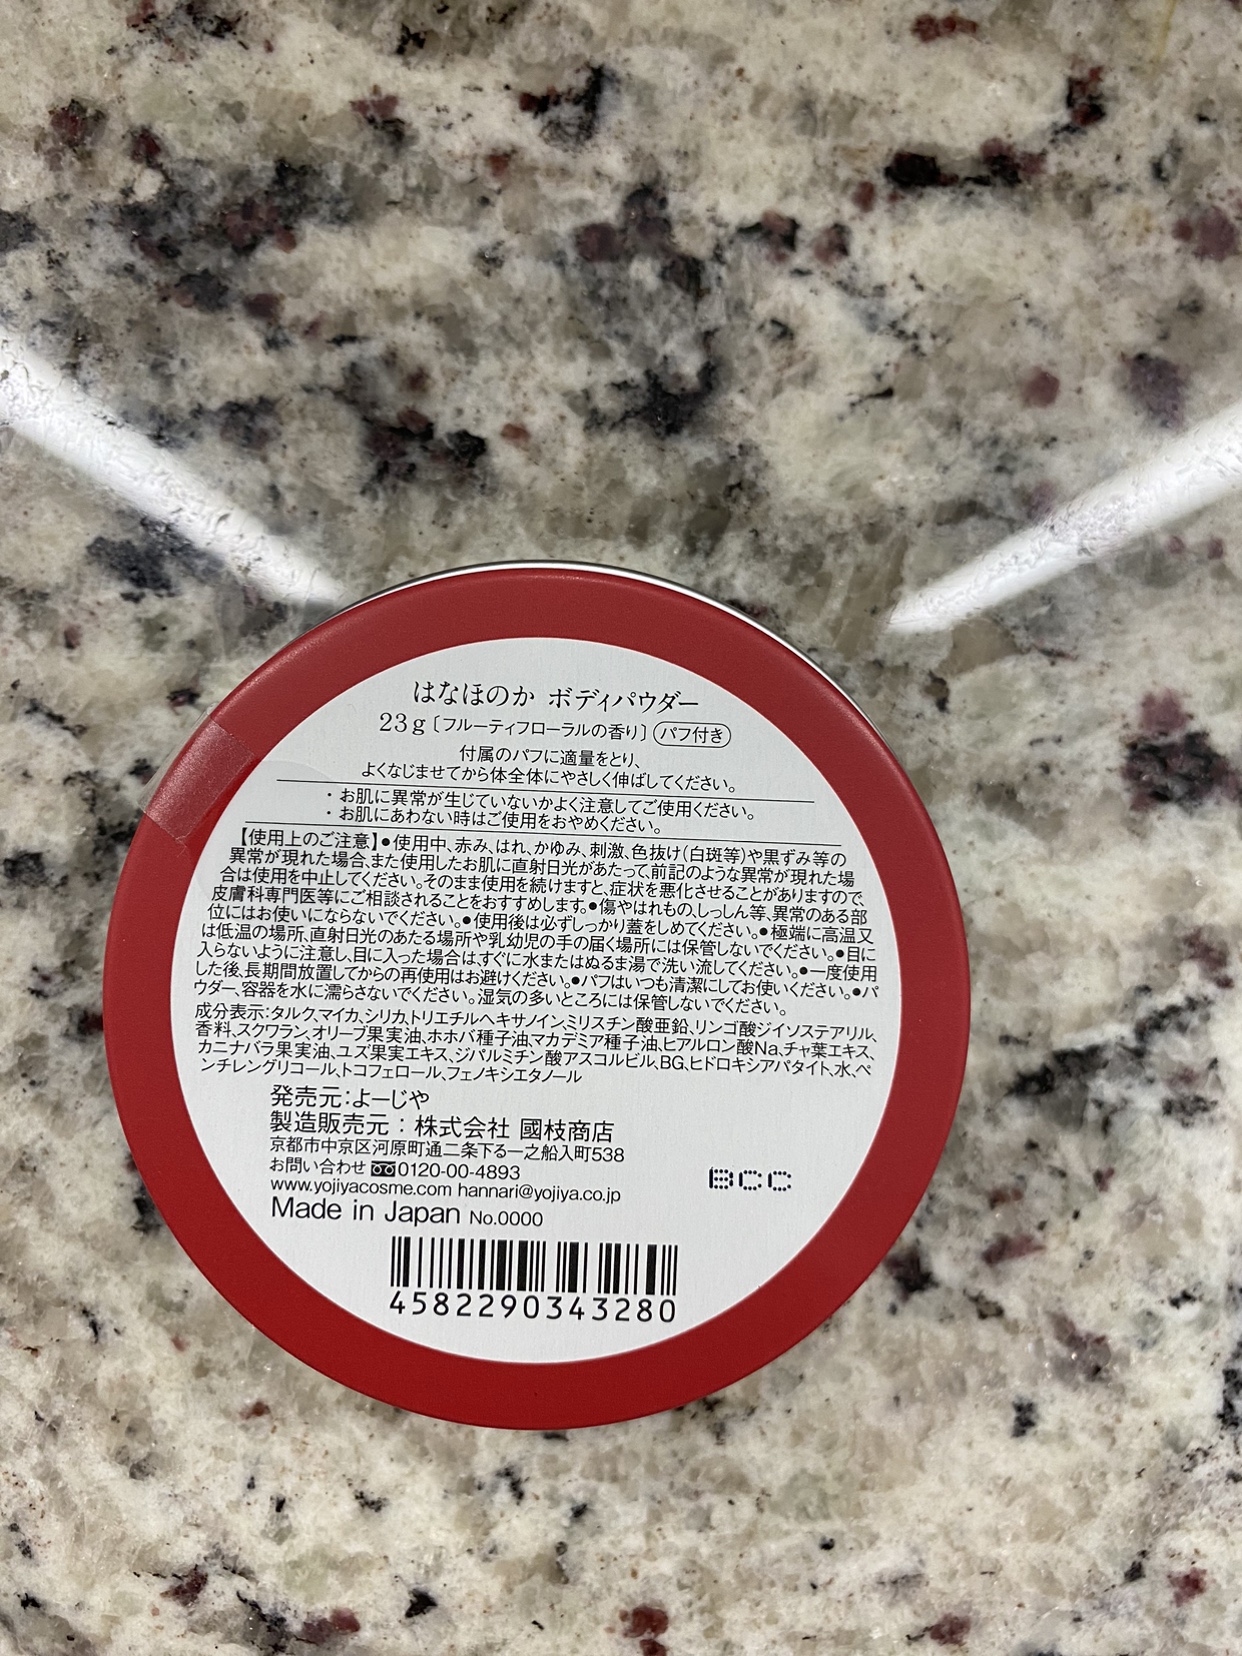 はなほのか ボディパウダー
23g［フルーティフローラルの香り］パフ付き
付属のパフに適量をとり、
よくなじませてから体全体にやさしく伸ばしてください。
・お肌に異常が生じていないかよく注意してご使用ください。
・お肌にあわない時はご使用をおやめください。
【使用上のご注意】●使用中、赤み、はれ、かゆみ、刺激、色抜け(白斑等)や黒ずみ等の
異常が現れた場合、また使用したお肌に直射日光があたって、前記のような異常が現れた場
合は使用を中止してください。そのまま使用を続けますと、症状を悪化させることがありますので、
皮膚科専門医等にご相談されることをおすすめします。●傷やはれもの、しっしん等、異常のある部
位にはお使いにならないでください。●使用後は必ずしっかり蓋をしめてください。●極端に高温又
は低温の場所、直射日光のあたる場所や乳幼児の手の届く場所には保管しないでください。●目に
入らないように注意し、目に入った場合は、すぐに水またはぬるま湯で洗い流してください。●一度使用
した後、長期間放置してからの再使用はお避けください。●パフはいつも清潔にしてお使いください。●パ
ウダー、容器を水に濡らさないでください。湿気の多いところには保管しないでください。
成分表示：タルク、マイカ、シリカ、トリエチルヘキサノイン、ミリスチン酸亜鉛、リンゴ酸ジイソステアリル、
香料、スクワラン、オリーブ果実油、ホホバ種子油、マカデミア種子油、ヒアルロン酸Na、チャ葉エキス、
カニナバラ果実油、ユズ果実エキス、ジパルミチン酸アスコルビル、BG、ヒドロキシアパタイト、水、ペ
ンチレングリコール、トコフェロール、フェノキシエタノール
発売元：よーじや
製造販売元：株式会社 國枝商店
京都市中京区河原町通二条下る一之船入町538
お問い合わせ 0120-00-4893
www.yojiyacosme.com hannari@yojiya.co.jp
BCC
Made in Japan No.0000
4582290343280